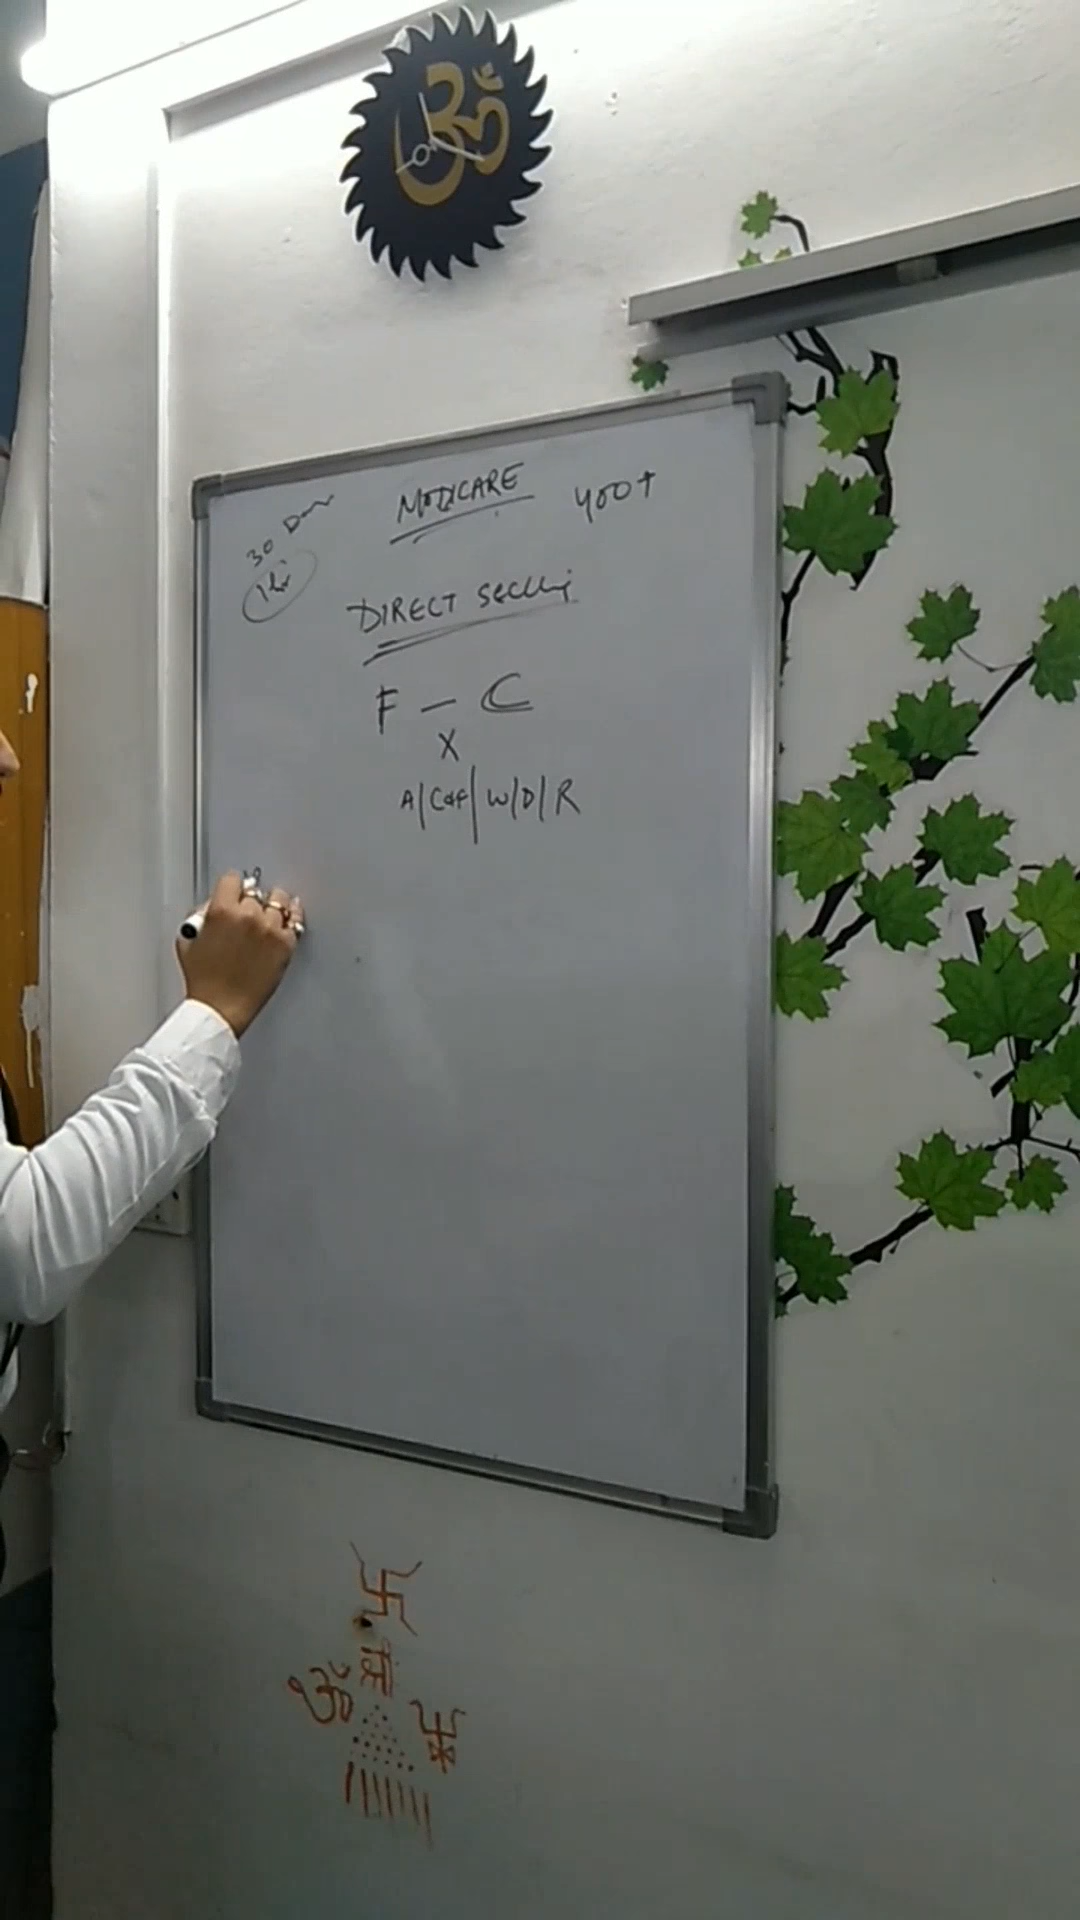 ॐ
30 Days MODICARE 400+
DIRECT Selling
F — C
X
A/C&F/W/D/R
श्री
ॐ